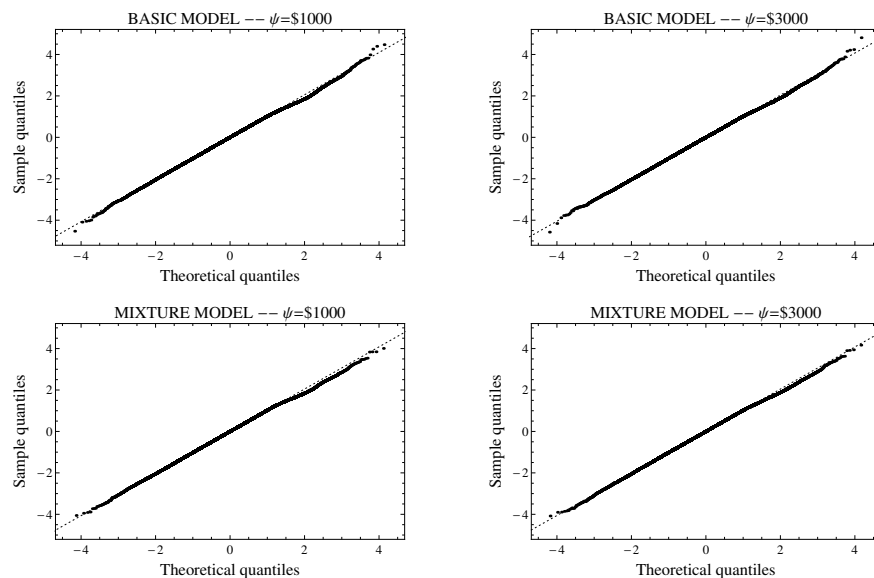 BASIC MODEL −− ψ=$1000
4
2
0
−2
−4
Sample quantiles
−4 −2 0 2 4
Theoretical quantiles
BASIC MODEL −− ψ=$3000
4
2
0
−2
−4
Sample quantiles
−4 −2 0 2 4
Theoretical quantiles
MIXTURE MODEL −− ψ=$1000
4
2
0
−2
−4
Sample quantiles
−4 −2 0 2 4
Theoretical quantiles
MIXTURE MODEL −− ψ=$3000
4
2
0
−2
−4
Sample quantiles
−4 −2 0 2 4
Theoretical quantiles